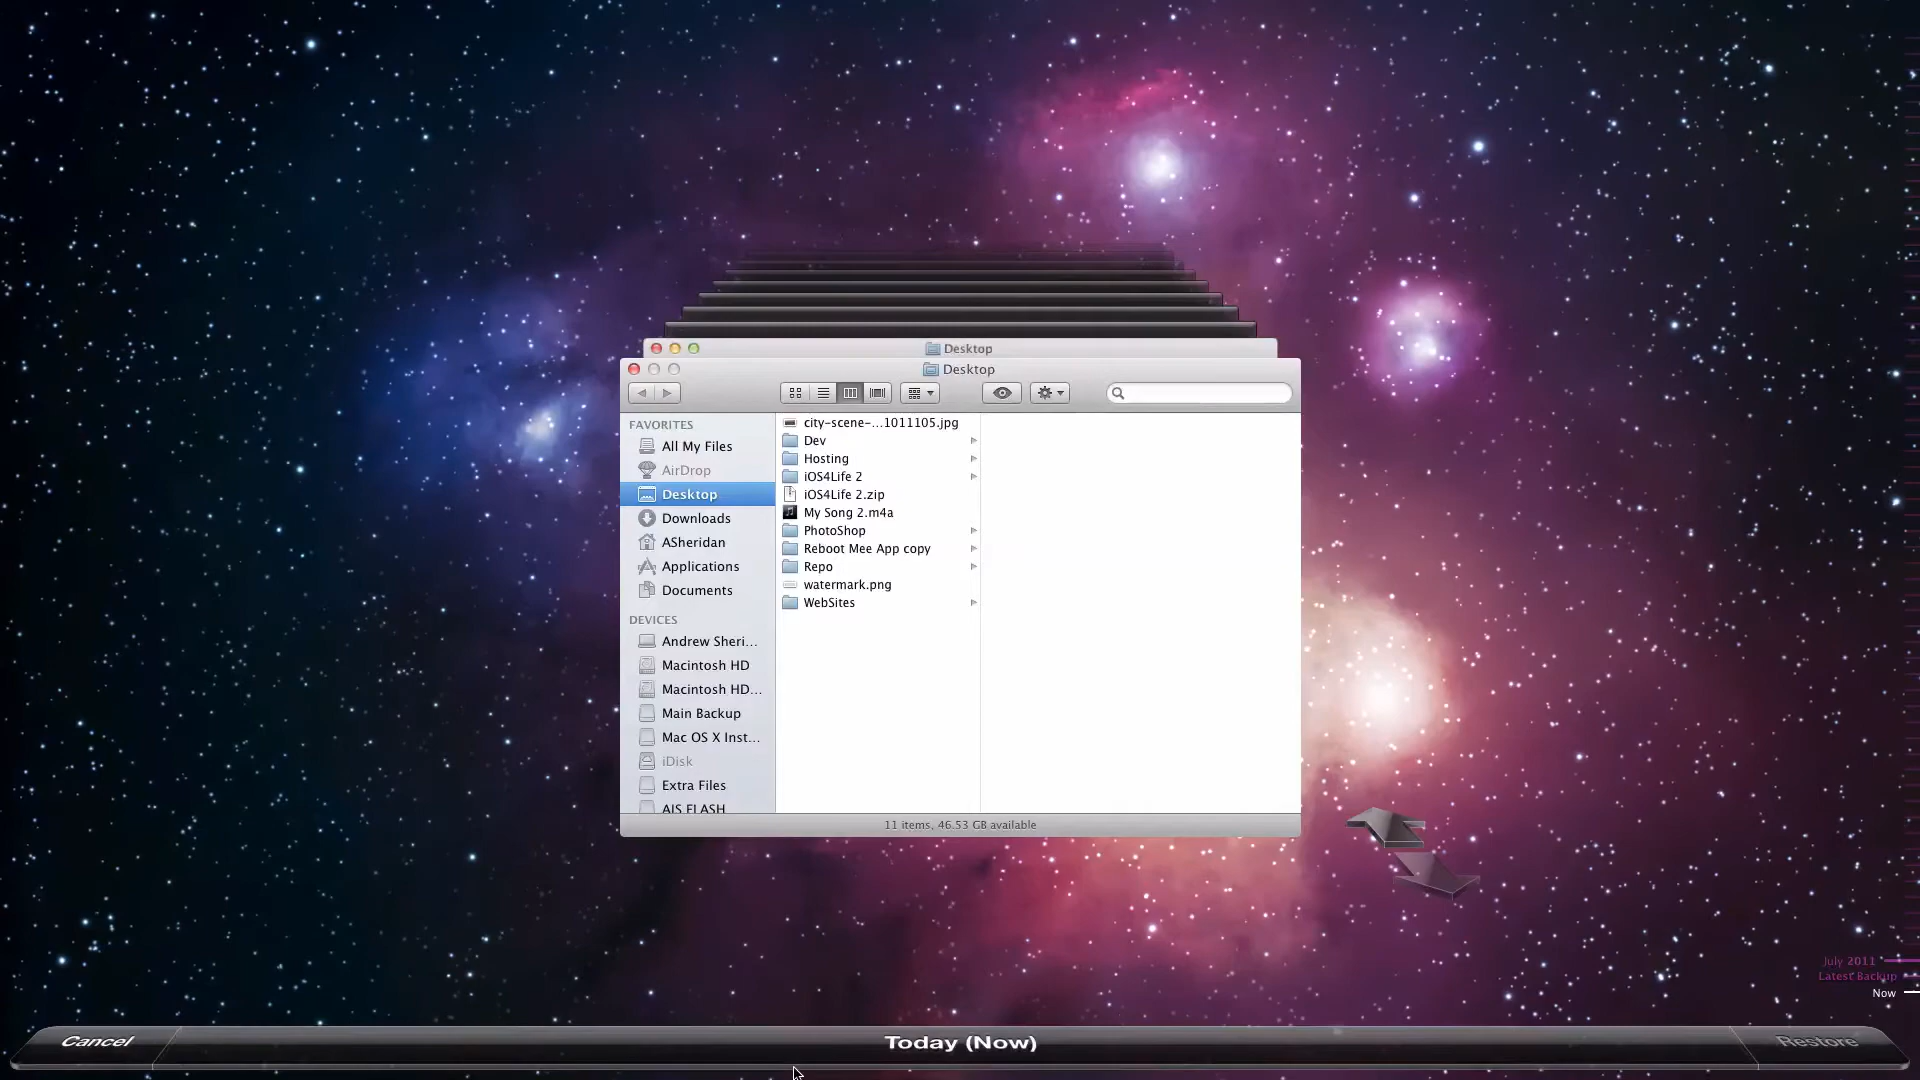 Desktop
Desktop
FAVORITES
All My Files
AirDrop
Desktop
Downloads
ASheridan
Applications
Documents
DEVICES
Andrew Sheri...
Macintosh HD
Macintosh HD...
Main Backup
Mac OS X Inst...
iDisk
Extra Files
AIS FLASH
city-scene-...1011105.jpg
Dev
Hosting
iOS4Life 2
iOS4Life 2.zip
My Song 2.m4a
PhotoShop
Reboot Mee App copy
Repo
watermark.png
WebSites
11 items, 46.53 GB available
July 2011
Latest Backup
Now
Cancel
Today (Now)
Restore